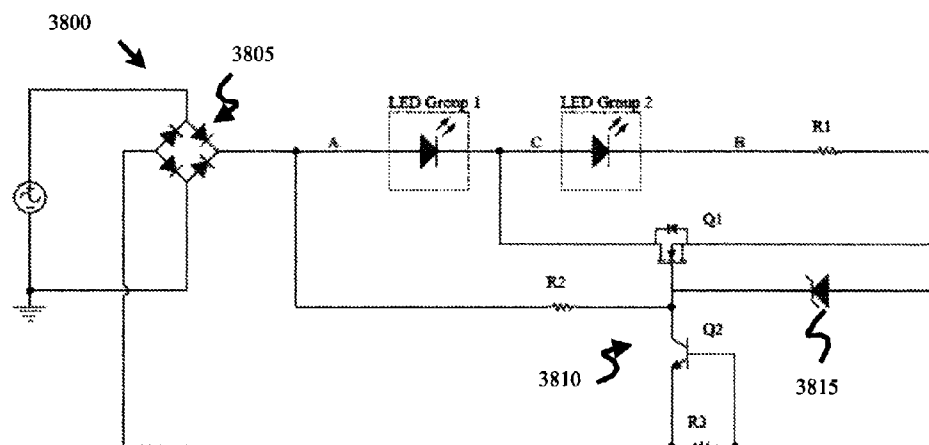 3800
3805
LED Group 1
LED Group 2
A
C
B
R1
Q1
R2
Q2
3810
3815
R3